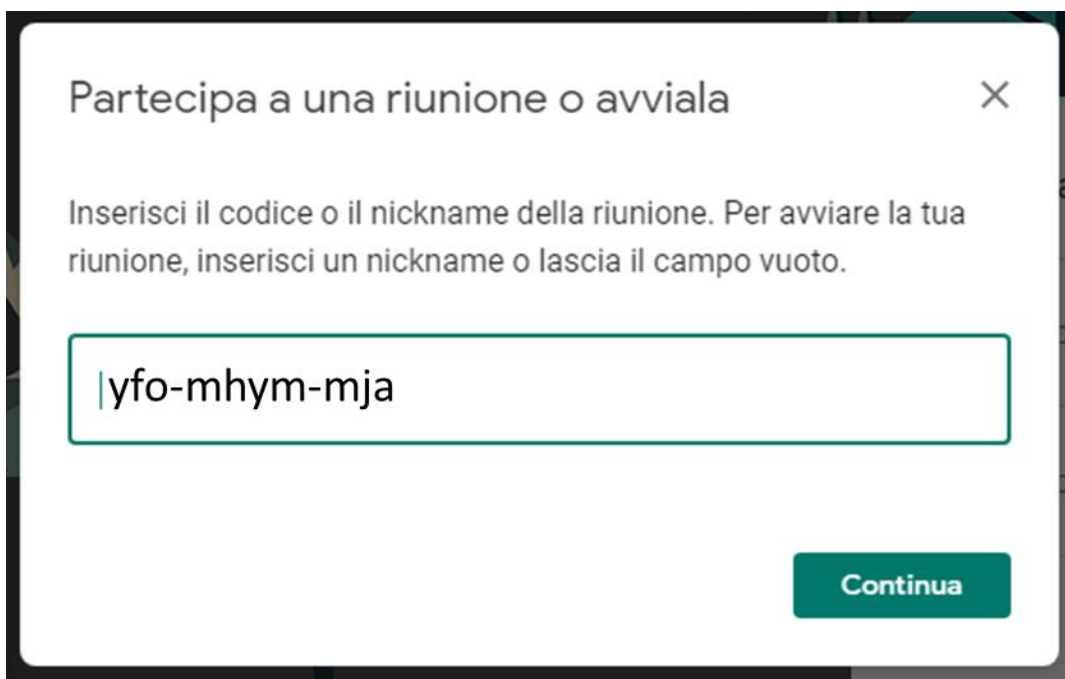 Partecipa a una riunione o avviala
Inserisci il codice o il nickname della riunione. Per avviare la tua
riunione, inserisci un nickname o lascia il campo vuoto.
yfo-mhym-mja
Continua